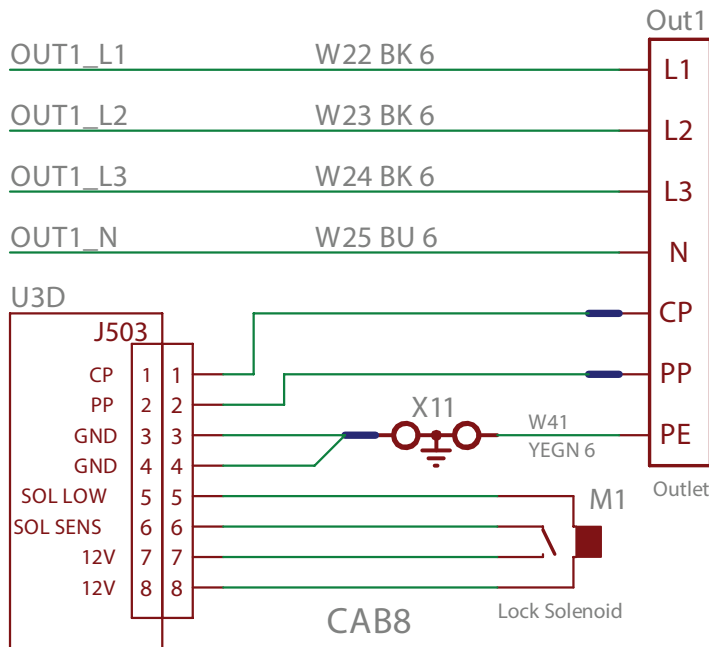 Out1
OUT1_L1 W22 BK 6 L1
OUT1_L2 W23 BK 6 L2
OUT1_L3 W24 BK 6 L3
OUT1_N W25 BU 6 N
U3D
CP
J503
CP 1 1
PP
PP 2 2
X11
W41
GND 3 3
PE
YEGN 6
GND 4 4
Outlet
SOL LOW 5 5
M1
SOL SENS 6 6
12V 7 7
12V 8 8
Lock Solenoid
CAB8